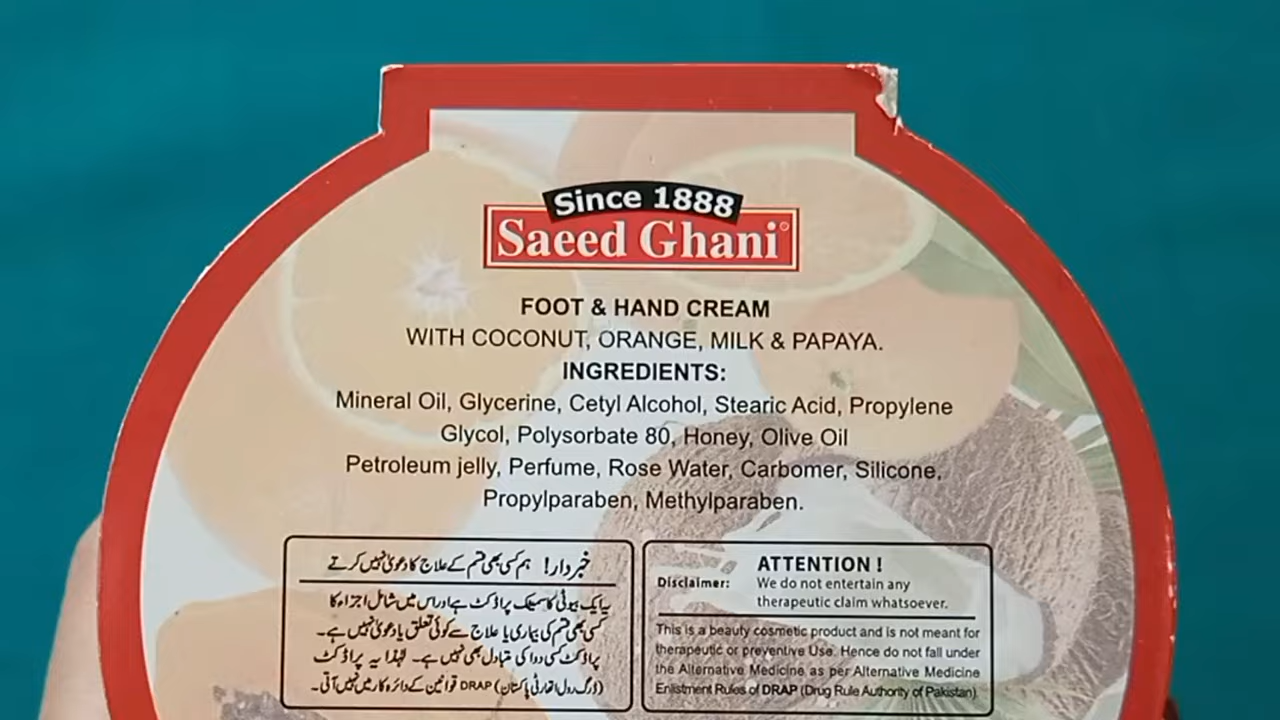 Since 1888
Saeed Ghani
FOOT & HAND CREAM
WITH COCONUT, ORANGE, MILK & PAPAYA.
INGREDIENTS:
Mineral Oil, Glycerine, Cetyl Alcohol, Stearic Acid, Propylene
Glycol, Polysorbate 80, Honey, Olive Oil
Petroleum jelly, Perfume, Rose Water, Carbomer, Silicone,
Propylparaben, Methylparaben.
خبردار! ہم کسی بھی قسم کے علاج کا دعویٰ نہیں کرتے
یہ ایک بیوٹی کاسمیٹک پراڈکٹ ہے اور اس میں شامل اجزاء کا
کسی بھی قسم کی بیماری یا علاج سے کوئی تعلق یا دعویٰ نہیں ہے۔
پراڈکٹ کسی دوا کی متبادل بھی نہیں ہے۔ لہٰذا یہ پراڈکٹ
(ڈرگ رول اتھارٹی پاکستان) DRAP قوانین کے دائرہ کار میں نہیں آتی۔
ATTENTION !
Disclaimer: We do not entertain any
therapeutic claim whatsoever.
This is a beauty cosmetic product and is not meant for
therapeutic or preventive Use. Hence do not fall under
the Alternative Medicine as per Alternative Medicine
Enlistment Rules of DRAP (Drug Rule Authority of Pakistan)